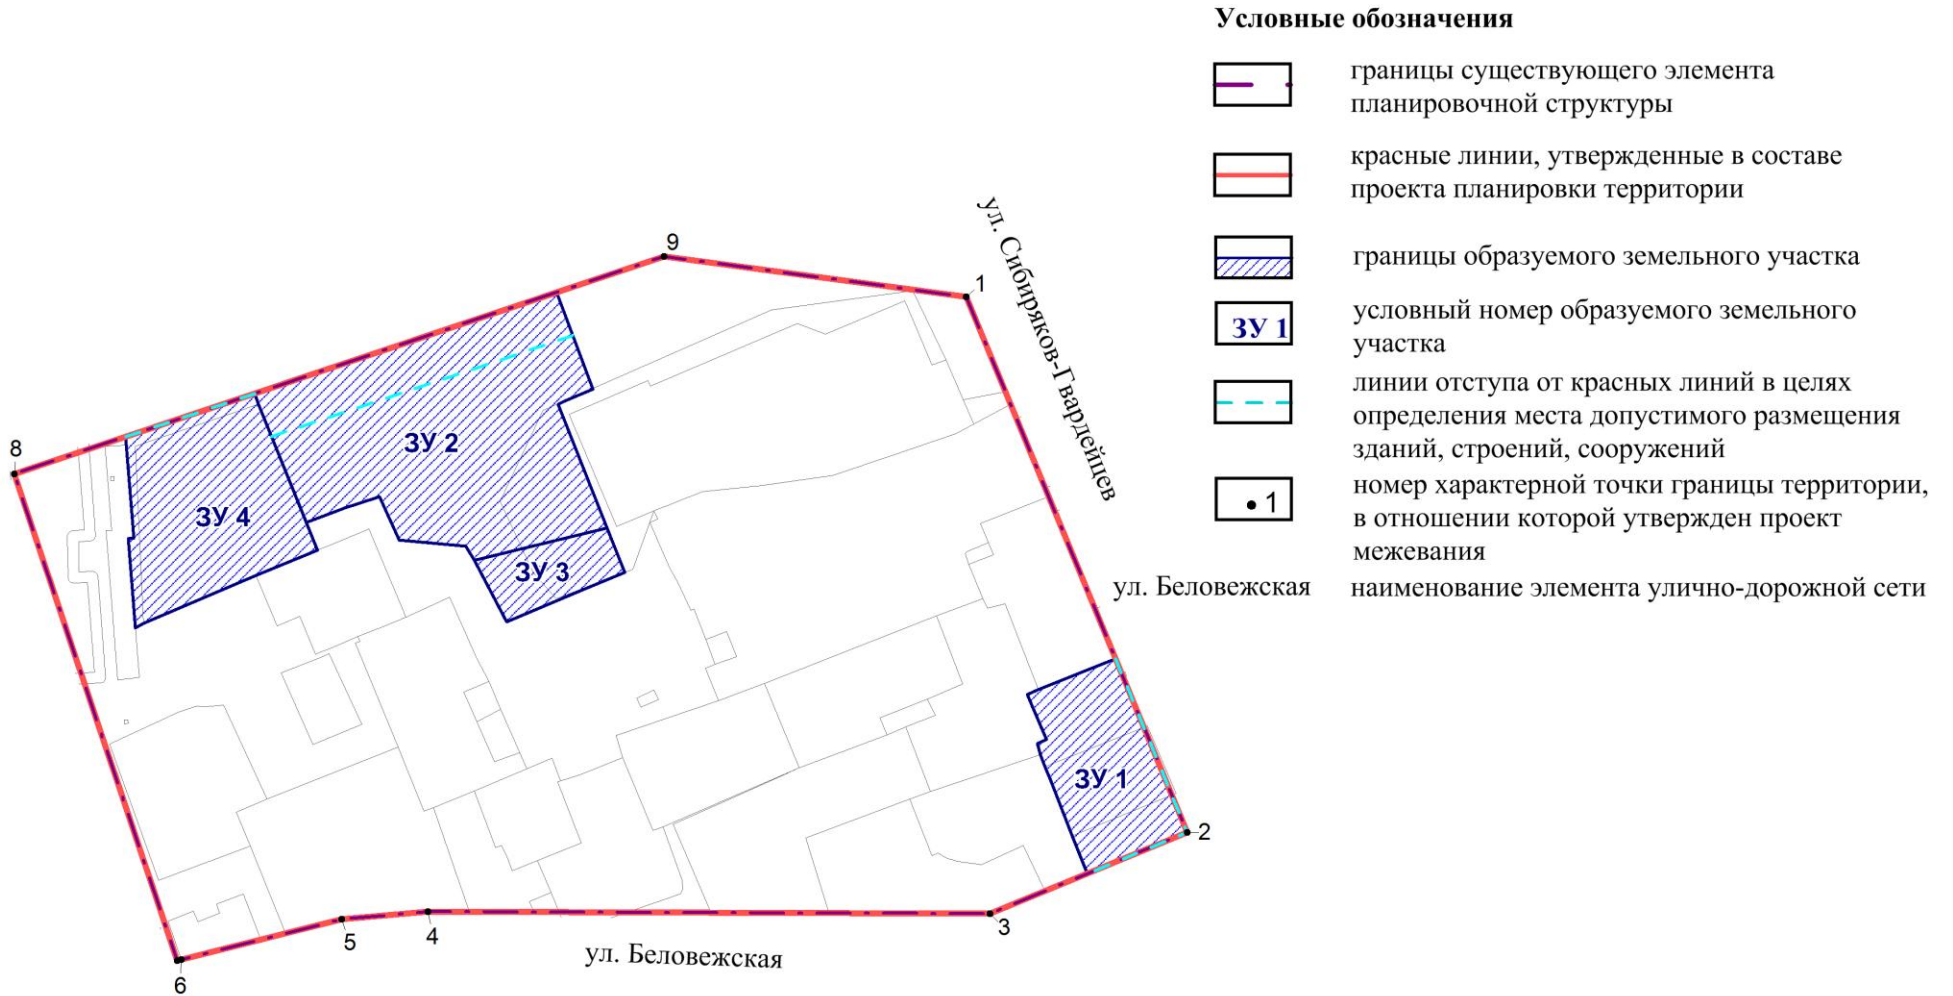 Условные обозначения
границы существующего элемента
планировочной структуры
красные линии, утвержденные в составе
проекта планировки территории
границы образуемого земельного участка
ЗУ 1
условный номер образуемого земельного
участка
линии отступа от красных линий в целях
определения места допустимого размещения
зданий, строений, сооружений
1
номер характерной точки границы территории,
в отношении которой утвержден проект
межевания
ул. Беловежская
наименование элемента улично-дорожной сети
ул. Сибиряков-Гвардейцев
9
1
8
ЗУ 2
ЗУ 4
ЗУ 3
ЗУ 1
2
3
4
5
6
ул. Беловежская